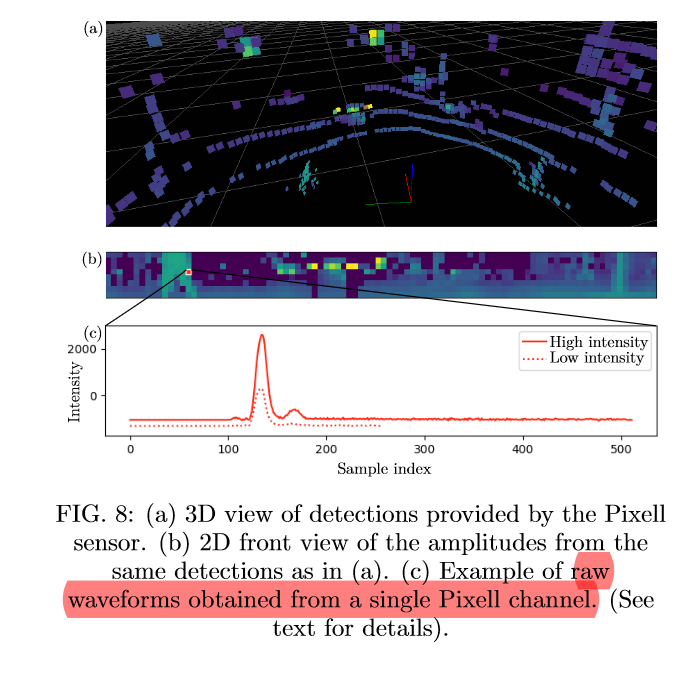 (a)
(b)
(c)
2000
0
Intensity
High intensity
Low intensity
0 100 200 300 400 500
Sample index
FIG. 8: (a) 3D view of detections provided by the Pixell
sensor. (b) 2D front view of the amplitudes from the
same detections as in (a). (c) Example of raw
waveforms obtained from a single Pixell channel. (See
text for details).